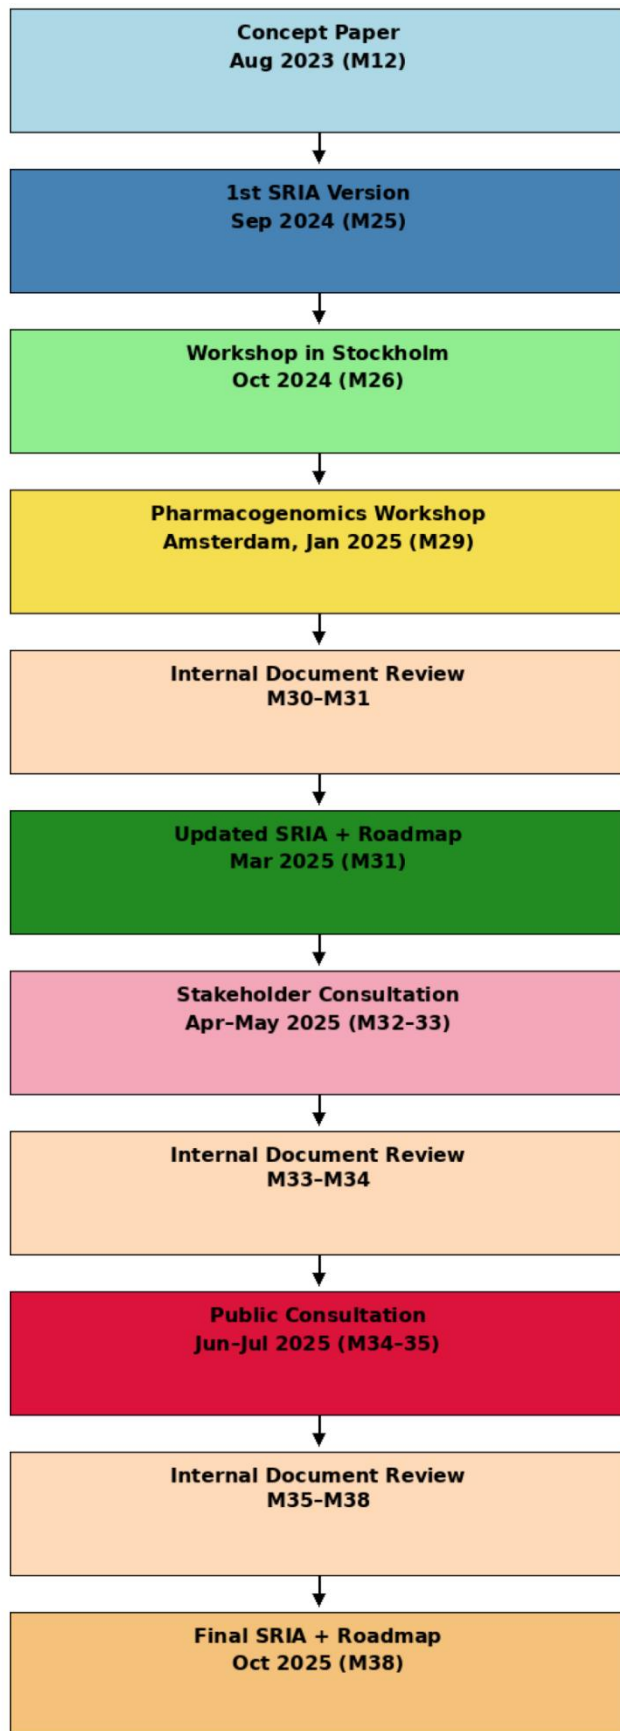 Concept Paper
Aug 2023 (M12)
1st SRIA Version
Sep 2024 (M25)
Workshop in Stockholm
Oct 2024 (M26)
Pharmacogenomics Workshop
Amsterdam, Jan 2025 (M29)
Internal Document Review
M30–M31
Updated SRIA + Roadmap
Mar 2025 (M31)
Stakeholder Consultation
Apr–May 2025 (M32–33)
Internal Document Review
M33–M34
Public Consultation
Jun–Jul 2025 (M34–35)
Internal Document Review
M35–M38
Final SRIA + Roadmap
Oct 2025 (M38)